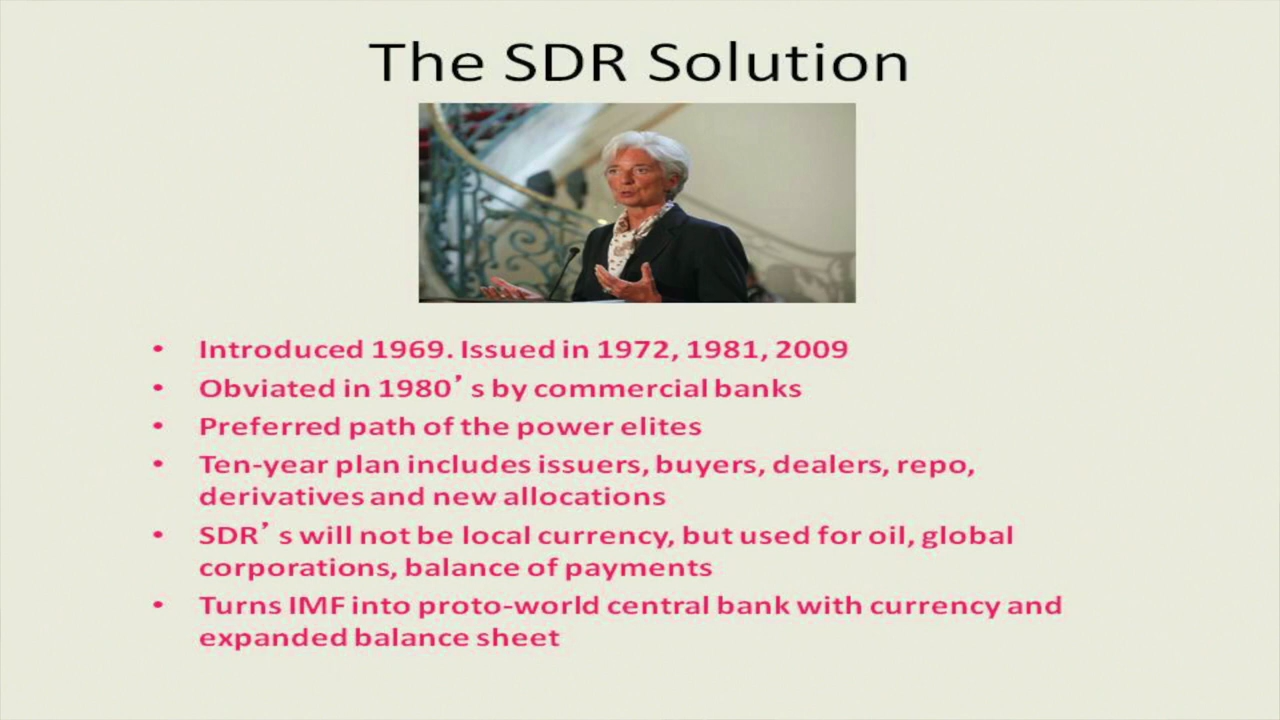 The SDR Solution
• Introduced 1969. Issued in 1972, 1981, 2009
• Obviated in 1980’s by commercial banks
• Preferred path of the power elites
• Ten-year plan includes issuers, buyers, dealers, repo,
derivatives and new allocations
• SDR’s will not be local currency, but used for oil, global
corporations, balance of payments
• Turns IMF into proto-world central bank with currency and
expanded balance sheet